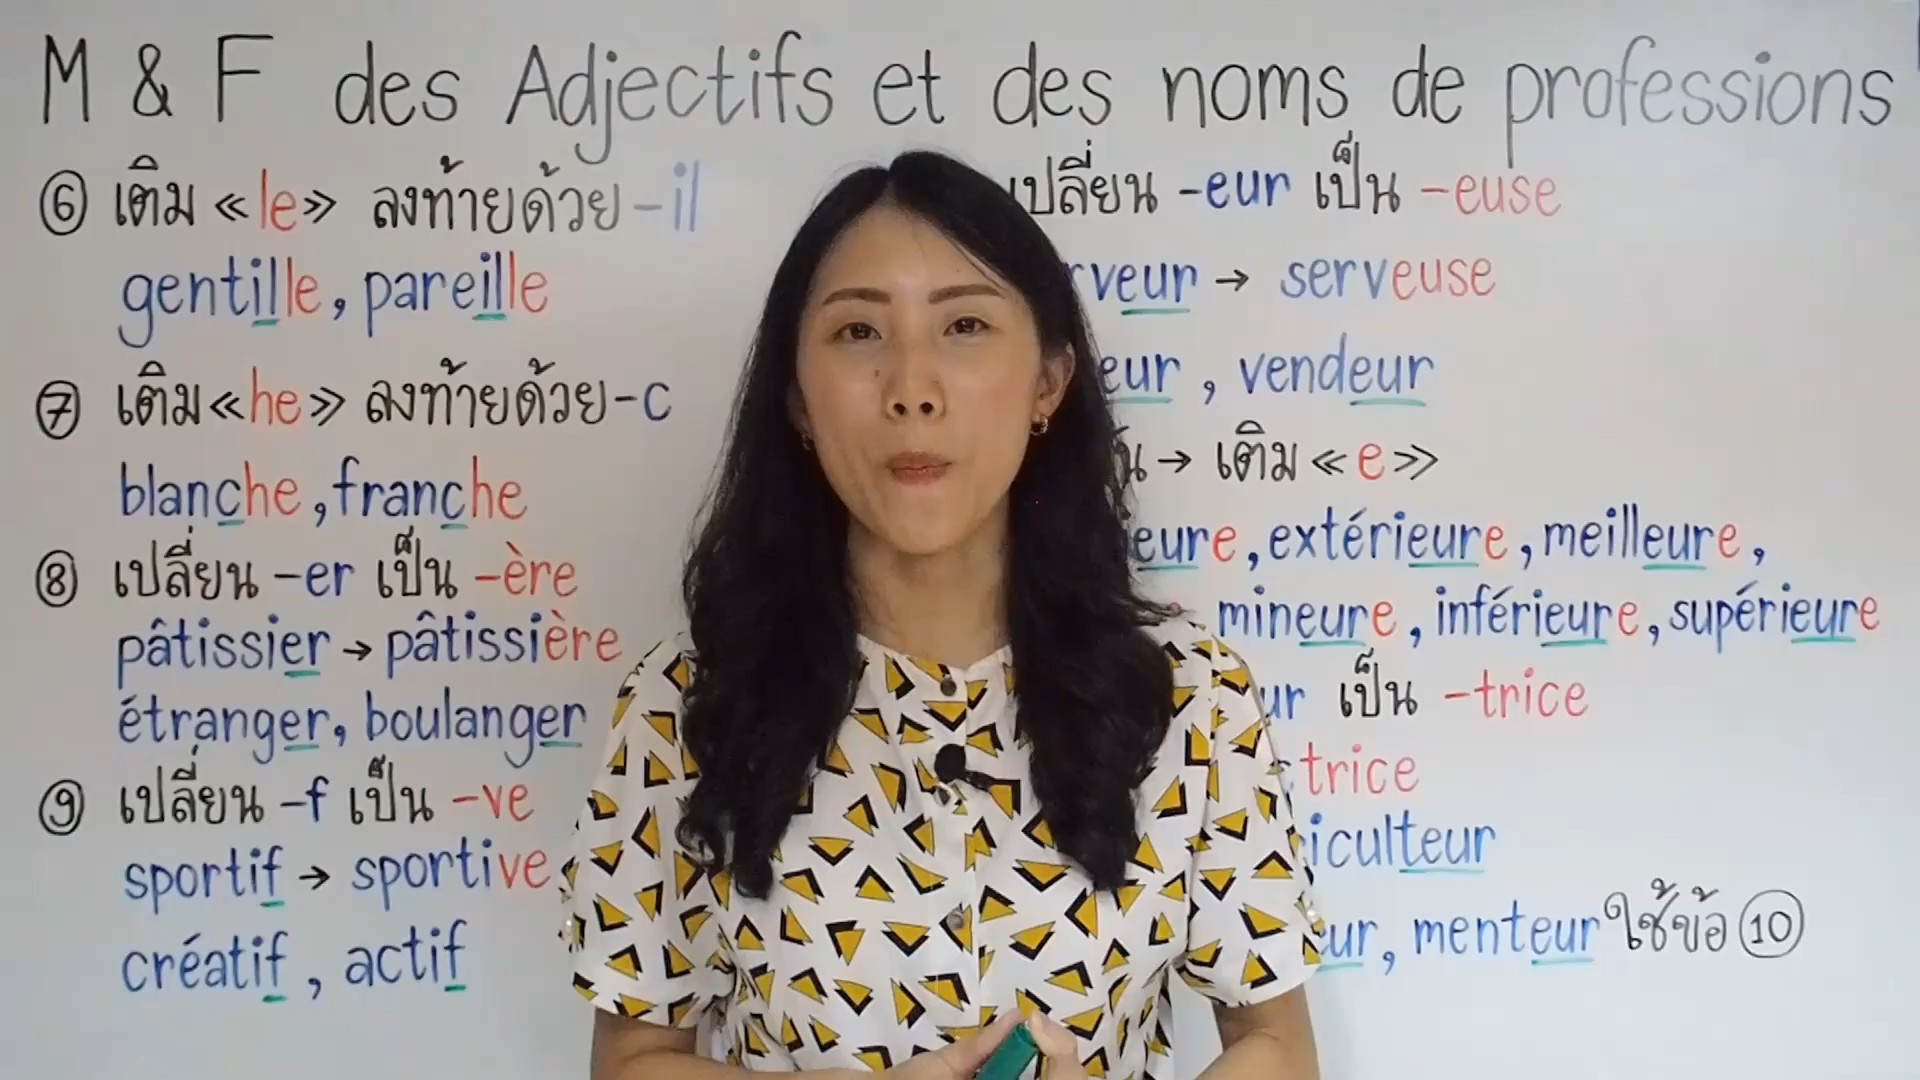 M & F des Adjectifs et des noms de professions
⑥ เติม «le» ลงท้ายด้วย -il
gentille, pareille
⑦ เติม «he» ลงท้ายด้วย -c
blanche, franche
⑧ เปลี่ยน -er เป็น -ère
pâtissier → pâtissière
étranger, boulanger
⑨ เปลี่ยน -f เป็น -ve
sportif → sportive
créatif, actif
เปลี่ยน -eur เป็น -euse
rveur → serveuse
eur, vendeur
→ เติม «e»
eure, extérieure, meilleure,
mineure, inférieure, supérieure
ur เป็น -trice
trice
iculteur
eur, menteur ใช้ข้อ ⑩